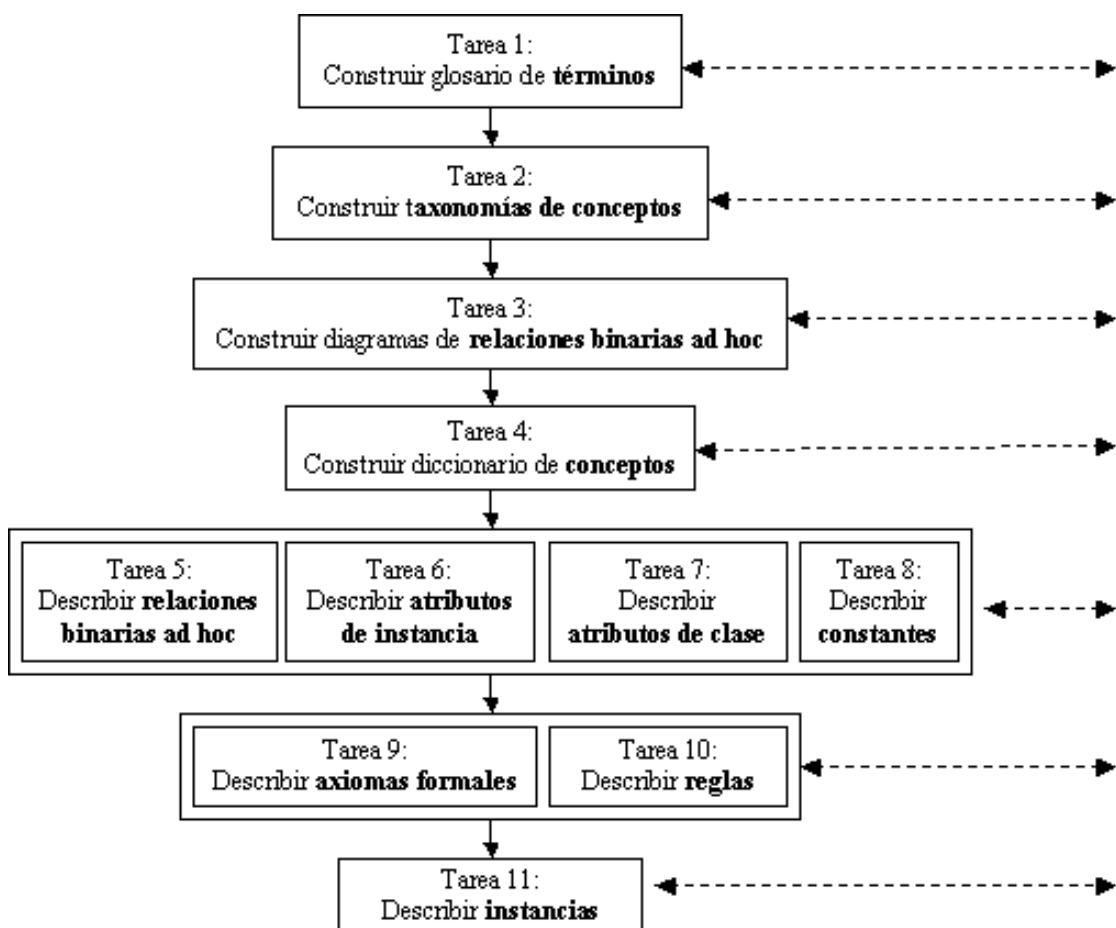 Tarea 1:
Construir glosario de términos
Tarea 2:
Construir taxonomías de conceptos
Tarea 3:
Construir diagramas de relaciones binarias ad hoc
Tarea 4:
Construir diccionario de conceptos
Tarea 5:
Describir relaciones
binarias ad hoc
Tarea 6:
Describir atributos
de instancia
Tarea 7:
Describir
atributos de clase
Tarea 8:
Describir
constantes
Tarea 9:
Describir axiomas formales
Tarea 10:
Describir reglas
Tarea 11:
Describir instancias